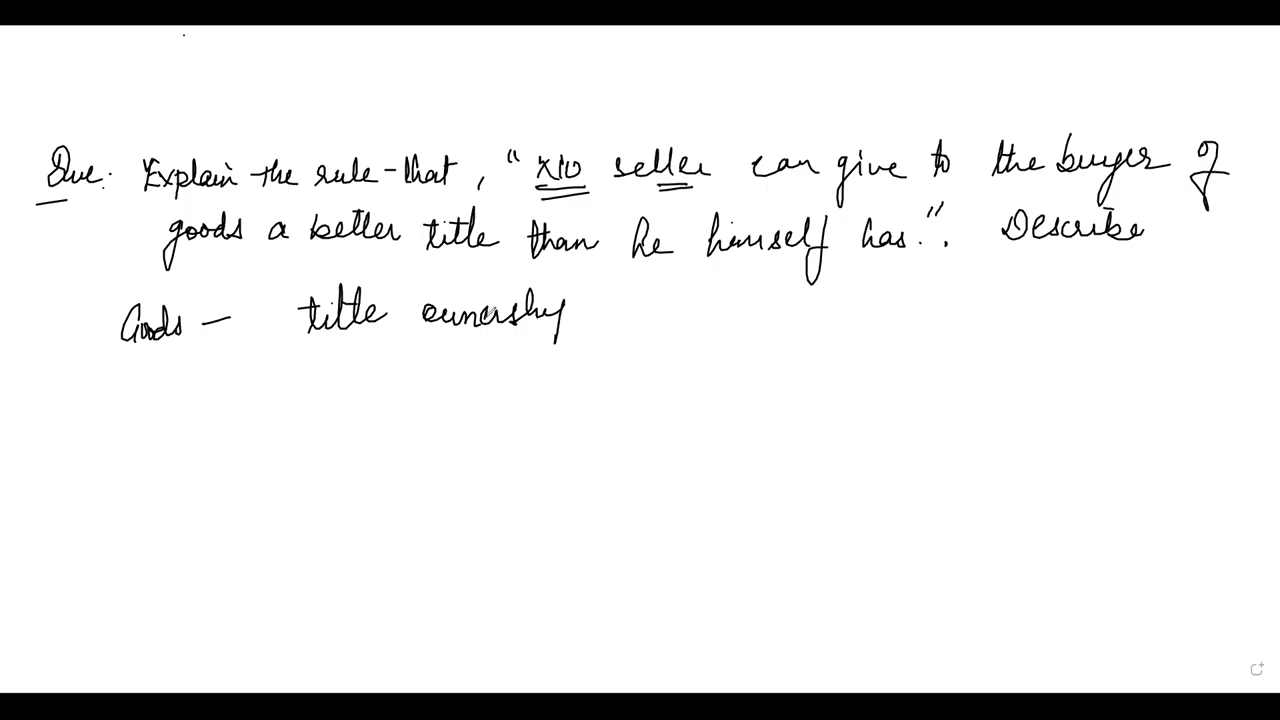 Que. Explain the rule that, "No seller can give to the buyer of
goods a better title than he himself has.". Describe
Goods - title ownership